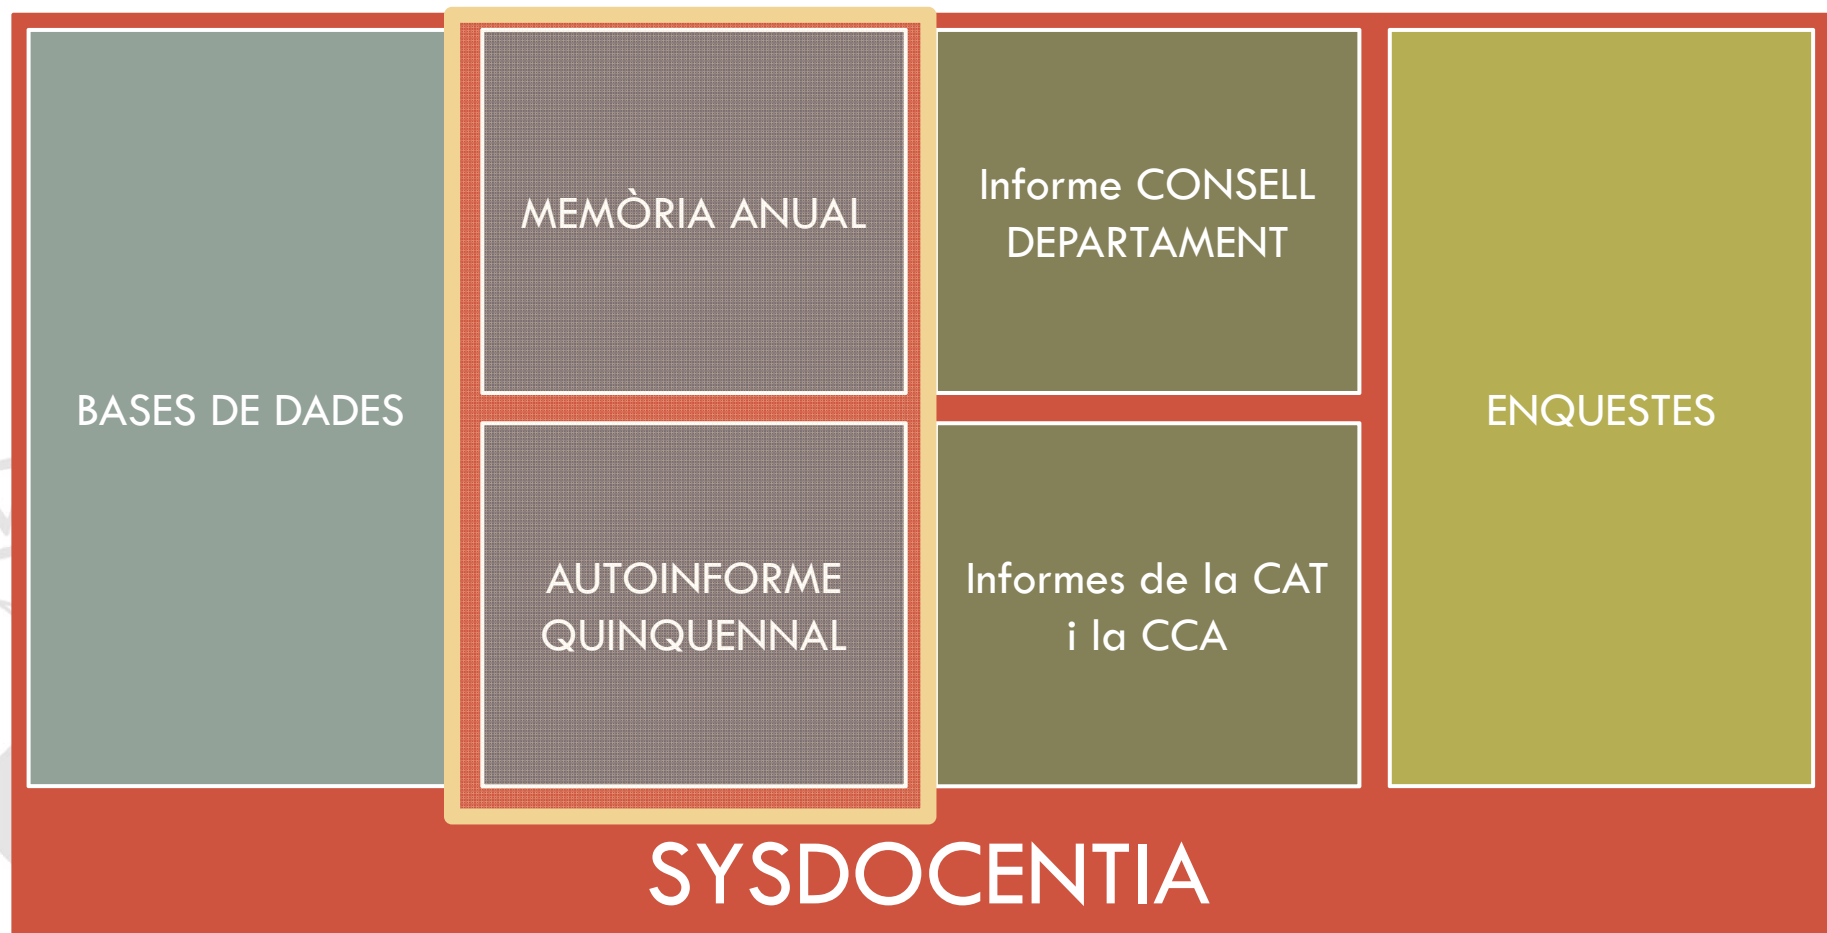 BASES DE DADES
MEMÒRIA ANUAL
AUTOINFORME
QUINQUENNAL
Informe CONSELL
DEPARTAMENT
Informes de la CAT
i la CCA
ENQUESTES
SYSDOCENTIA